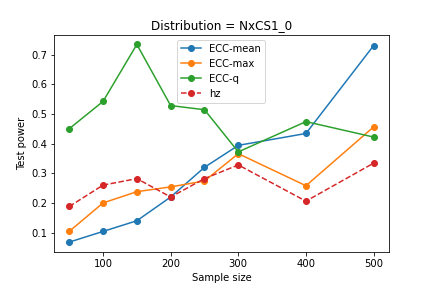 Distribution = NxCS1_0
Test power
0.7
0.6
0.5
0.4
0.3
0.2
0.1
ECC-mean
ECC-max
ECC-q
hz
100 200 300 400 500
Sample size